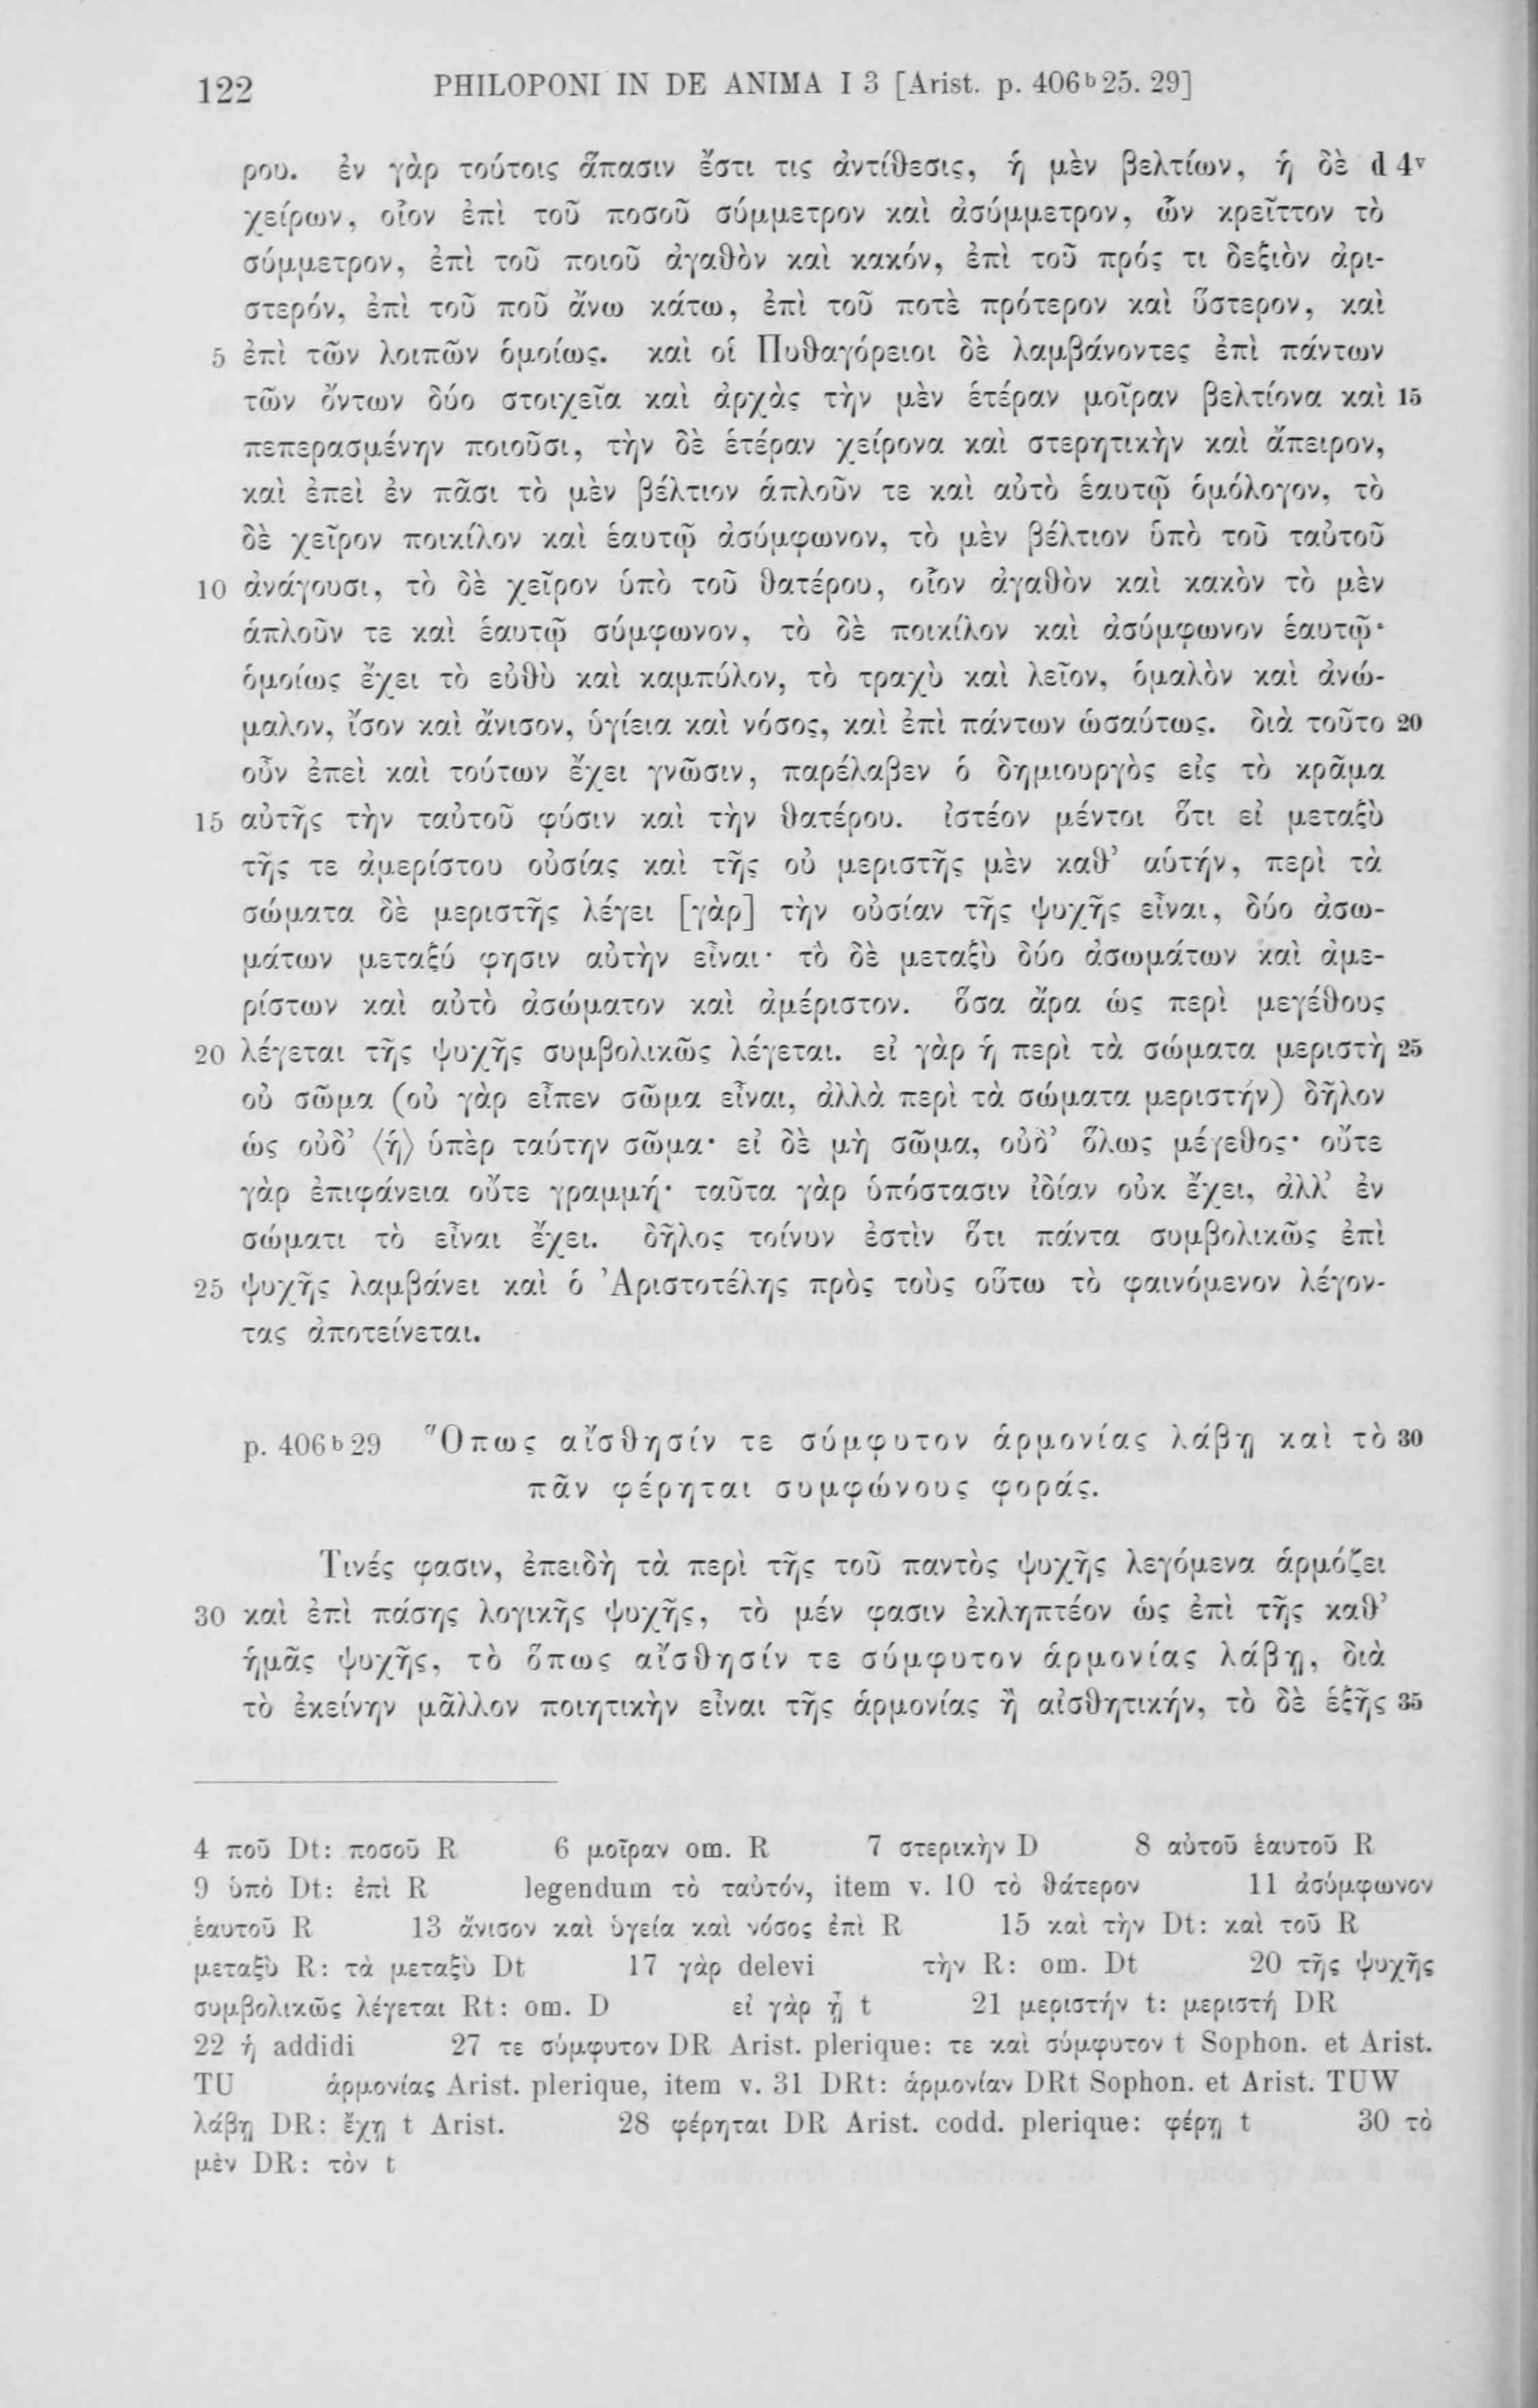 122 PHILOPONI IN DE ANIMA I 3 [Arist. p. 406b25. 29]
ρου. ἐν γὰρ τούτοις ἅπασιν ἔστι τις ἀντίθεσις, ἡ μὲν βελτίων, ἡ δὲ d 4v
χείρων, οἷον ἐπὶ τοῦ ποσοῦ σύμμετρον καὶ ἀσύμμετρον, ὧν κρεῖττον τὸ
σύμμετρον, ἐπὶ τοῦ ποιοῦ ἀγαθὸν καὶ κακόν, ἐπὶ τοῦ πρός τι δεξιὸν ἀρι-
στερόν, ἐπὶ τοῦ ποῦ ἄνω κάτω, ἐπὶ τοῦ ποτὲ πρότερον καὶ ὕστερον, καὶ
5 ἐπὶ τῶν λοιπῶν ὁμοίως. καὶ οἱ Πυθαγόρειοι δὲ λαμβάνοντες ἐπὶ πάντων
τῶν ὄντων δύο στοιχεῖα καὶ ἀρχὰς τὴν μὲν ἑτέραν μοῖραν βελτίονα καὶ 15
πεπερασμένην ποιοῦσι, τὴν δὲ ἑτέραν χείρονα καὶ στερητικὴν καὶ ἄπειρον,
καὶ ἐπεὶ ἐν πᾶσι τὸ μὲν βέλτιον ἁπλοῦν τε καὶ αὐτὸ ἑαυτῷ ὁμόλογον, τὸ
δὲ χεῖρον ποικίλον καὶ ἑαυτῷ ἀσύμφωνον, τὸ μὲν βέλτιον ὑπὸ τοῦ ταὐτοῦ
10 ἀνάγουσι, τὸ δὲ χεῖρον ὑπὸ τοῦ θατέρου, οἷον ἀγαθὸν καὶ κακὸν τὸ μὲν
ἁπλοῦν τε καὶ ἑαυτῷ σύμφωνον, τὸ δὲ ποικίλον καὶ ἀσύμφωνον ἑαυτῷ·
ὁμοίως ἔχει τὸ εὐθὺ καὶ καμπύλον, τὸ τραχὺ καὶ λεῖον, ὁμαλὸν καὶ ἀνώ-
μαλον, ἴσον καὶ ἄνισον, ὑγίεια καὶ νόσος, καὶ ἐπὶ πάντων ὡσαύτως. διὰ τοῦτο 20
οὖν ἐπεὶ καὶ τούτων ἔχει γνῶσιν, παρέλαβεν ὁ δημιουργὸς εἰς τὸ κρᾶμα
15 αὐτῆς τὴν ταὐτοῦ φύσιν καὶ τὴν θατέρου. ἰστέον μέντοι ὅτι εἰ μεταξὺ
τῆς τε ἀμερίστου οὐσίας καὶ τῆς οὐ μεριστῆς μὲν καθ’ αὑτήν, περὶ τὰ
σώματα δὲ μεριστῆς λέγει [γὰρ] τὴν οὐσίαν τῆς ψυχῆς εἶναι, δύο ἀσω-
μάτων μεταξύ φησιν αὐτὴν εἶναι· τὸ δὲ μεταξὺ δύο ἀσωμάτων καὶ ἀμε-
ρίστων καὶ αὐτὸ ἀσώματον καὶ ἀμέριστον. ὅσα ἄρα ὡς περὶ μεγέθους
20 λέγεται τῆς ψυχῆς συμβολικῶς λέγεται. εἰ γὰρ ἡ περὶ τὰ σώματα μεριστὴ 25
οὐ σῶμα (οὐ γὰρ εἶπεν σῶμα εἶναι, ἀλλὰ περὶ τὰ σώματα μεριστήν) δῆλον
ὡς οὐδ’ ⟨ἡ⟩ ὑπὲρ ταύτην σῶμα· εἰ δὲ μὴ σῶμα, οὐδ’ ὅλως μέγεθος· οὔτε
γὰρ ἐπιφάνεια οὔτε γραμμή· ταῦτα γὰρ ὑπόστασιν ἰδίαν οὐκ ἔχει, ἀλλ’ ἐν
σώματι τὸ εἶναι ἔχει. δῆλος τοίνυν ἐστὶν ὅτι πάντα συμβολικῶς ἐπὶ
25 ψυχῆς λαμβάνει καὶ ὁ Ἀριστοτέλης πρὸς τοὺς οὕτω τὸ φαινόμενον λέγον-
τας ἀποτείνεται.
p. 406b29 Ὅπως αἴσθησίν τε σύμφυτον ἁρμονίας λάβῃ καὶ τὸ 30
πᾶν φέρηται συμφώνους φοράς.
Τινές φασιν, ἐπειδὴ τὰ περὶ τῆς τοῦ παντὸς ψυχῆς λεγόμενα ἁρμόζει
30 καὶ ἐπὶ πάσης λογικῆς ψυχῆς, τὸ μέν φασιν ἐκληπτέον ὡς ἐπὶ τῆς καθ’
ἡμᾶς ψυχῆς, τὸ ὅπως αἴσθησίν τε σύμφυτον ἁρμονίας λάβῃ, διὰ
τὸ ἐκείνην μᾶλλον ποιητικὴν εἶναι τῆς ἁρμονίας ἢ αἰσθητικήν, τὸ δὲ ἑξῆς 35
4 ποῦ Dt: ποσοῦ R 6 μοῖραν om. R 7 στερικὴν D 8 αὐτοῦ ἑαυτοῦ R
9 ὑπὸ Dt: ἐπὶ R legendum τὸ ταὐτόν, item v. 10 τὸ θάτερον 11 ἀσύμφωνον
ἑαυτοῦ R 13 ἄνισον καὶ ὑγεία καὶ νόσος ἐπὶ R 15 καὶ τὴν Dt: καὶ τοῦ R
μεταξὺ R: τὰ μεταξὺ Dt 17 γὰρ delevi τὴν R: om. Dt 20 τῆς ψυχῆς
συμβολικῶς λέγεται Rt: om. D εἰ γὰρ ᾖ t 21 μεριστήν t: μεριστή DR
22 ἡ addidi 27 τε σύμφυτον DR Arist. plerique: τε καὶ σύμφυτον t Sophon. et Arist.
TU ἁρμονίας Arist. plerique, item v. 31 DRt: ἁρμονίαν DRt Sophon. et Arist. TUW
λάβῃ DR: ἔχῃ t Arist. 28 φέρηται DR Arist. codd. plerique: φέρῃ t 30 τὸ
μὲν DR: τὸν t